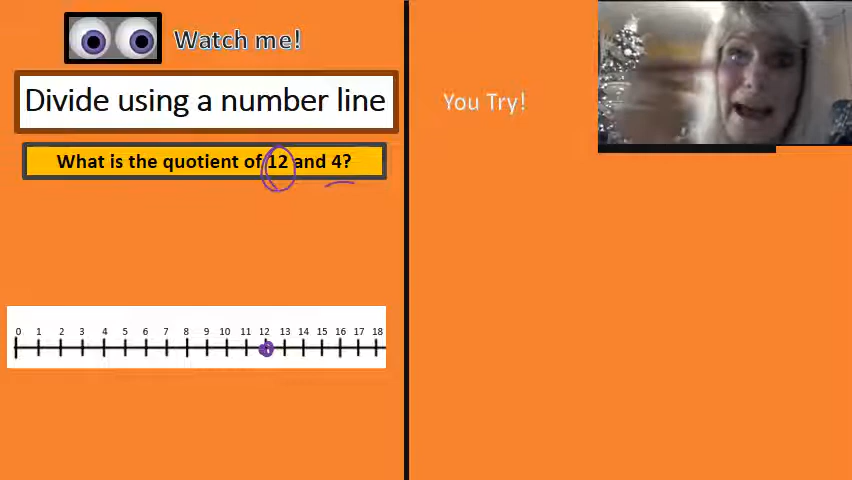 Watch me!
Divide using a number line
What is the quotient of 12 and 4?
0 1 2 3 4 5 6 7 8 9 10 11 12 13 14 15 16 17 18
You Try!